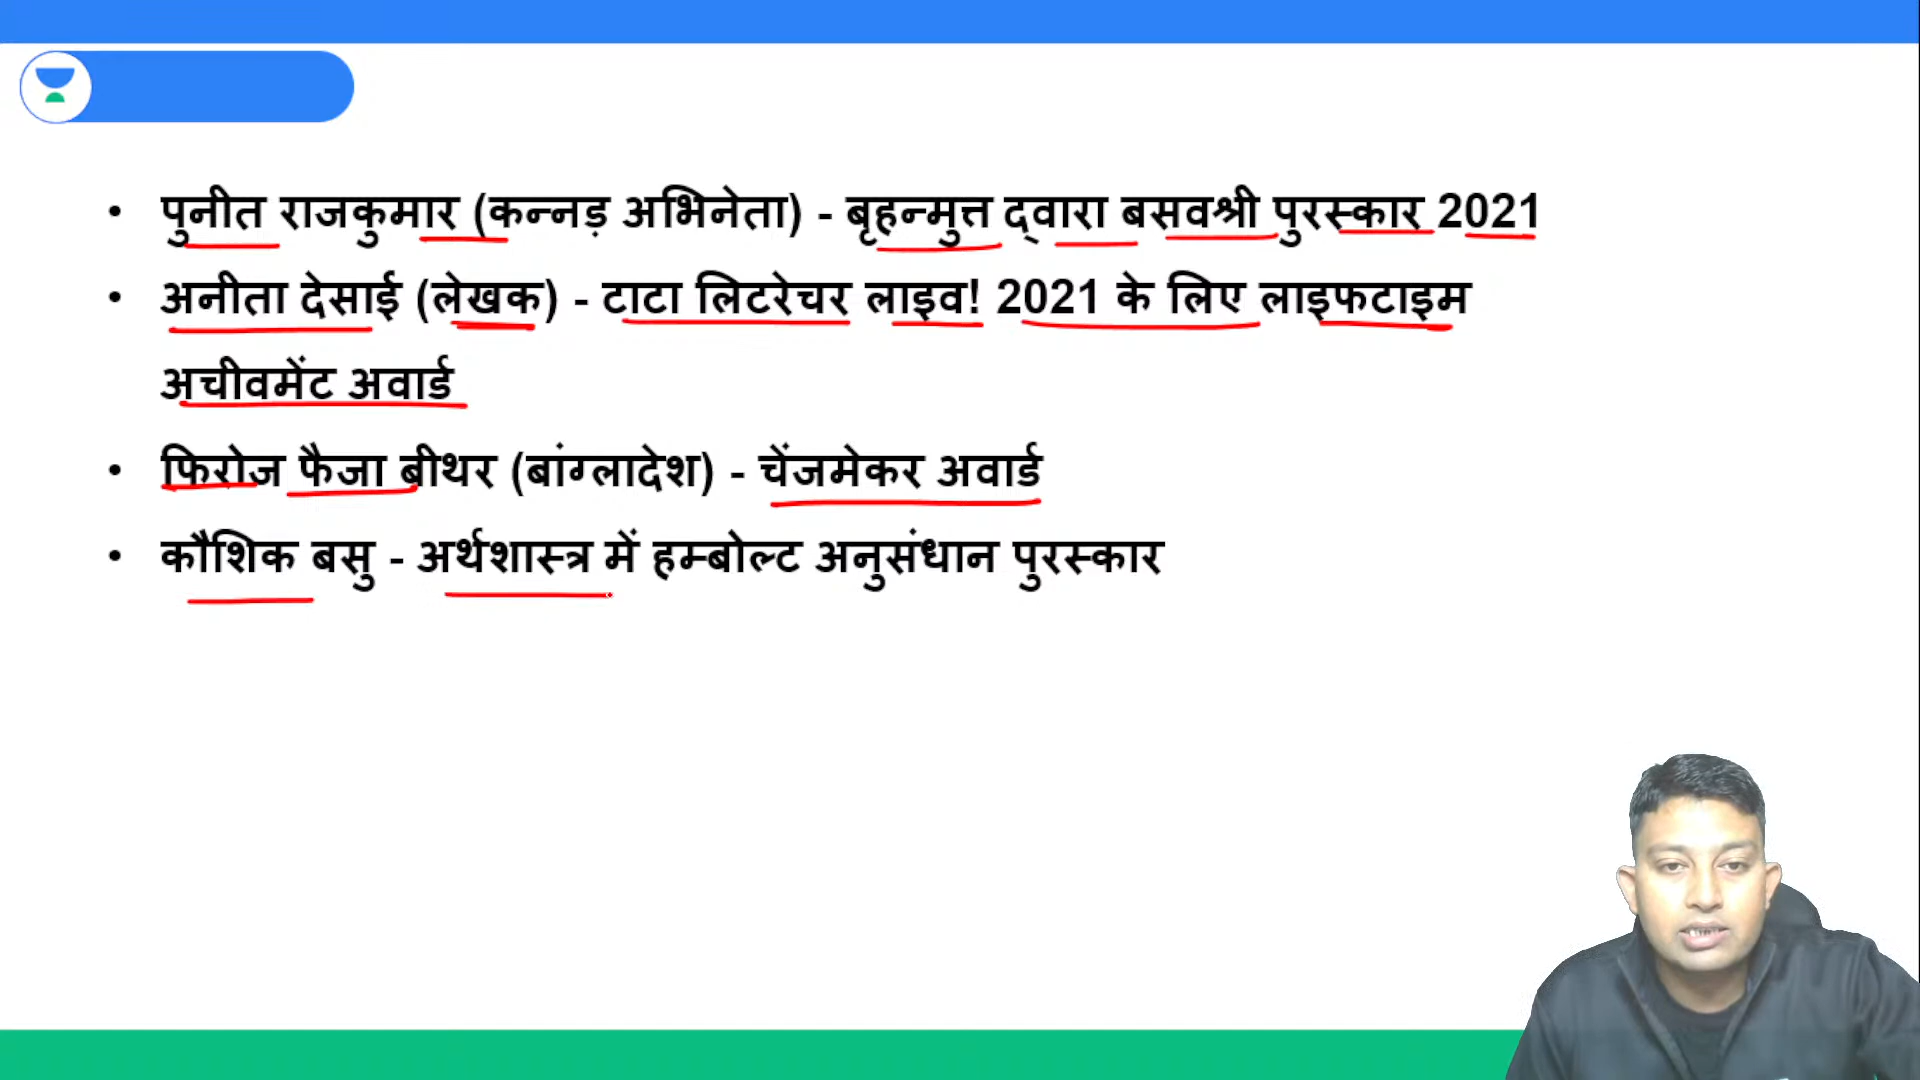 • पुनीत राजकुमार (कन्नड़ अभिनेता) - बृहन्मुत्त द्वारा बसवश्री पुरस्कार 2021
• अनीता देसाई (लेखक) - टाटा लिटरेचर लाइव! 2021 के लिए लाइफटाइम
अचीवमेंट अवार्ड
• फिरोज फैजा बीथर (बांग्लादेश) - चेंजमेकर अवार्ड
• कौशिक बसु - अर्थशास्त्र में हम्बोल्ट अनुसंधान पुरस्कार